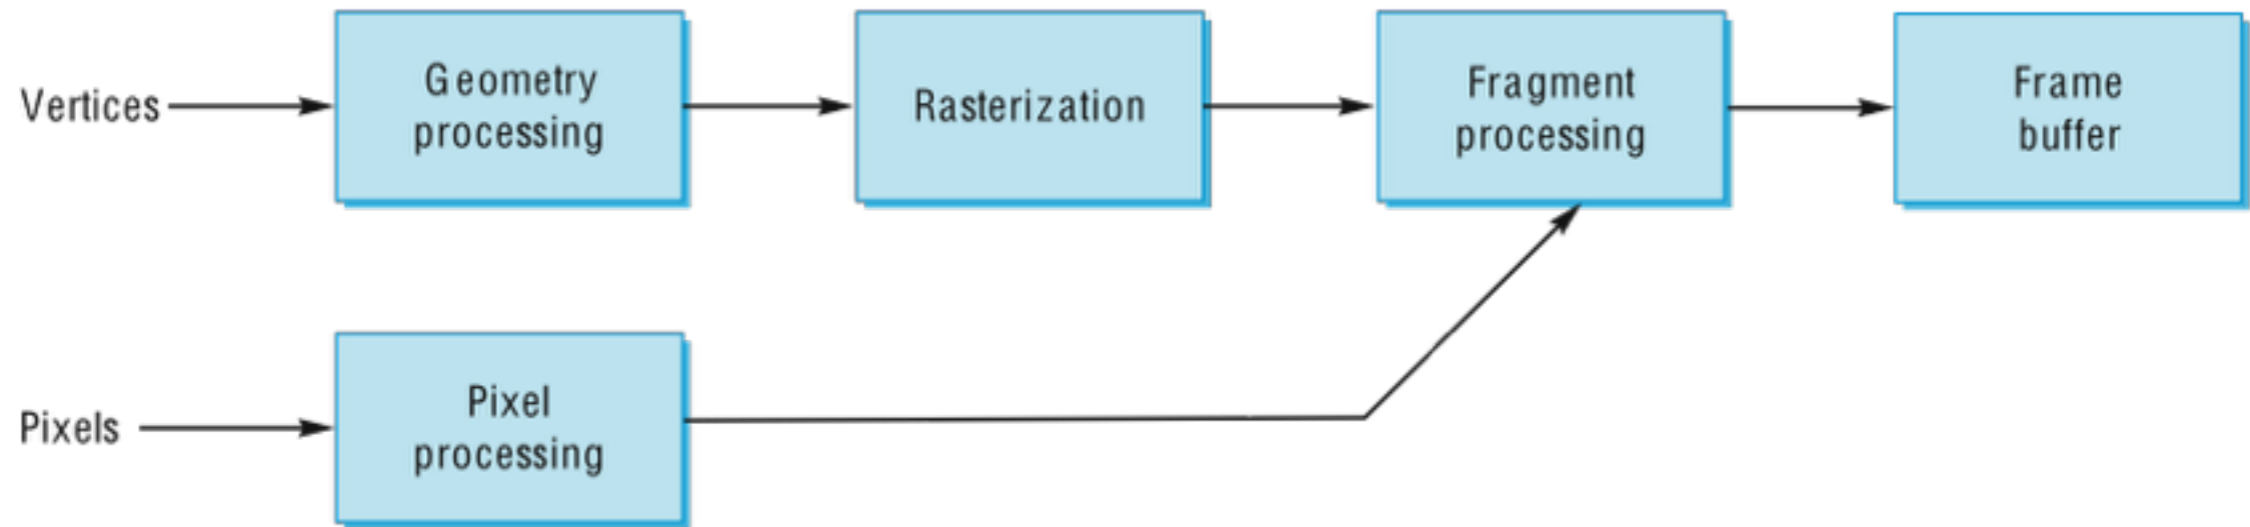 Vertices
Geometry
processing
Rasterization
Fragment
processing
Frame
buffer
Pixels
Pixel
processing